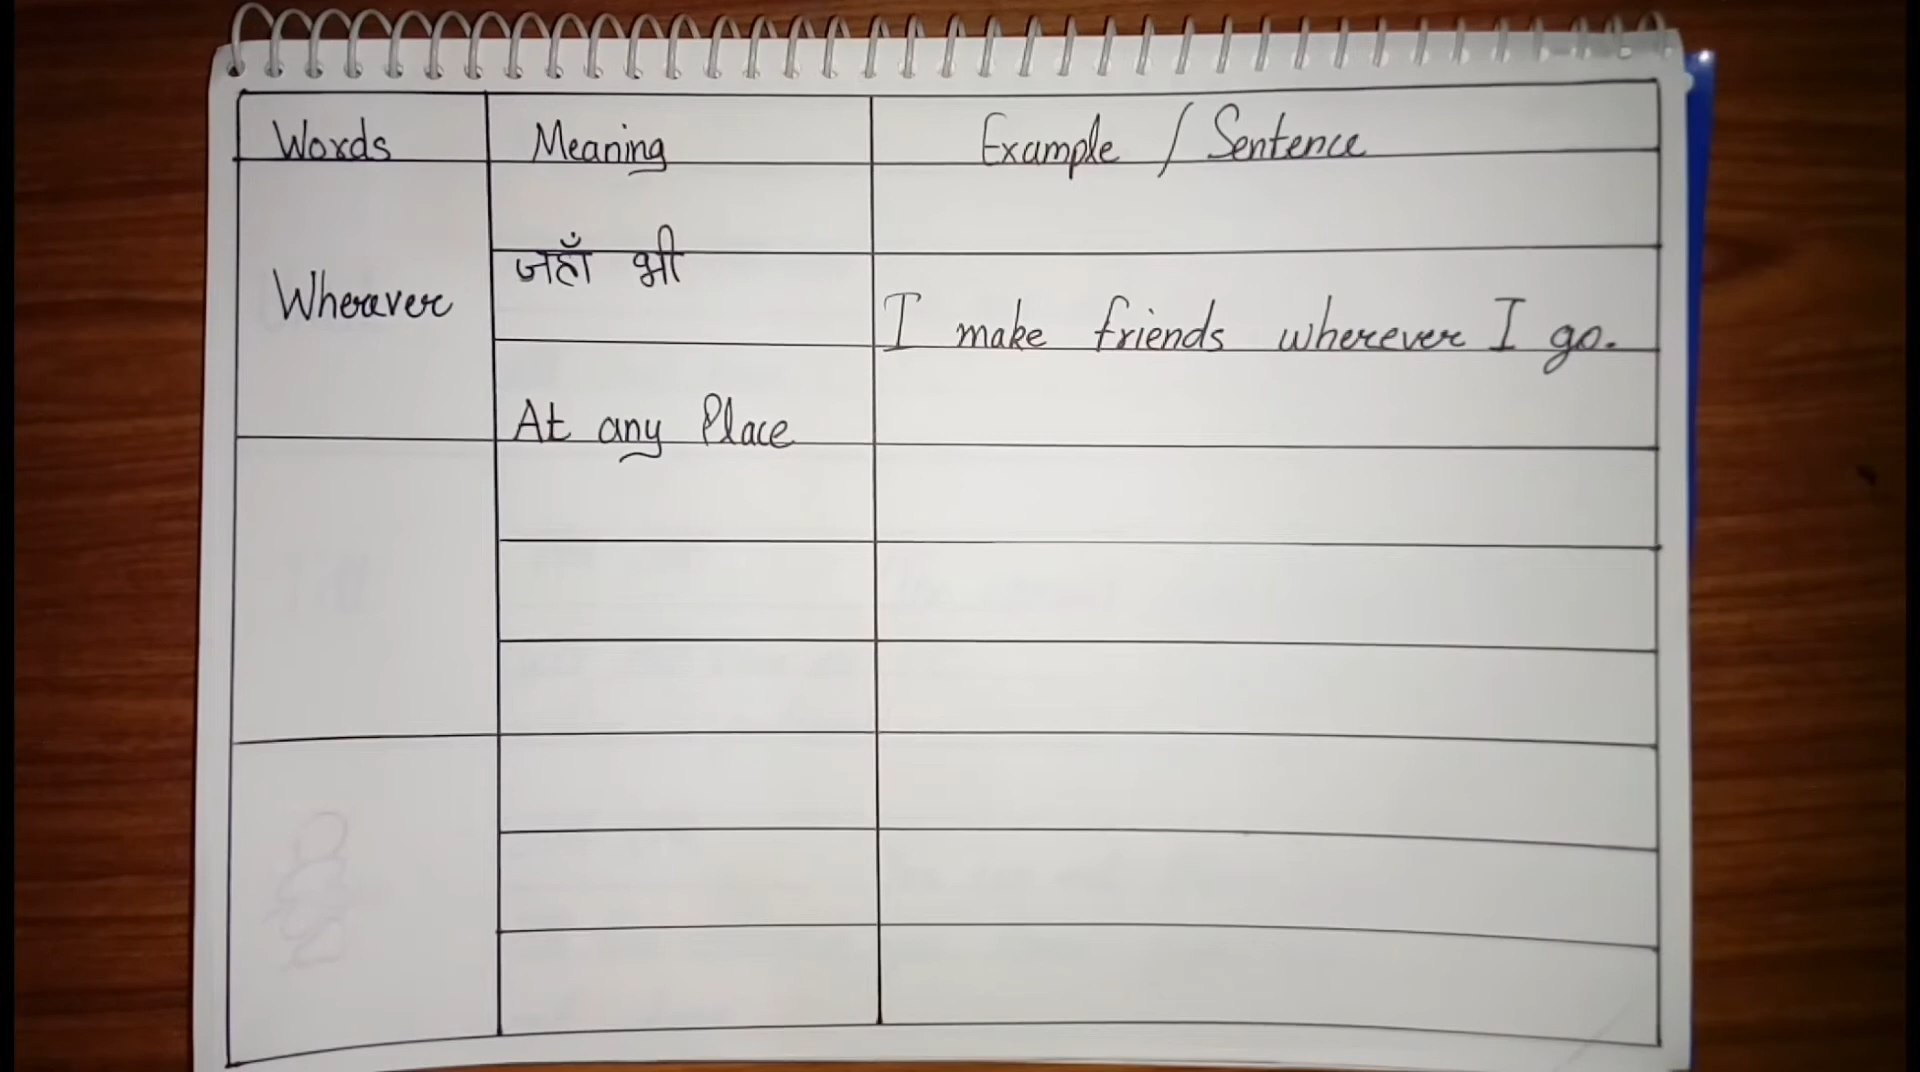 Words Meaning Example / Sentence
जहाँ भी
Wherever
I make friends wherever I go.
At any Place